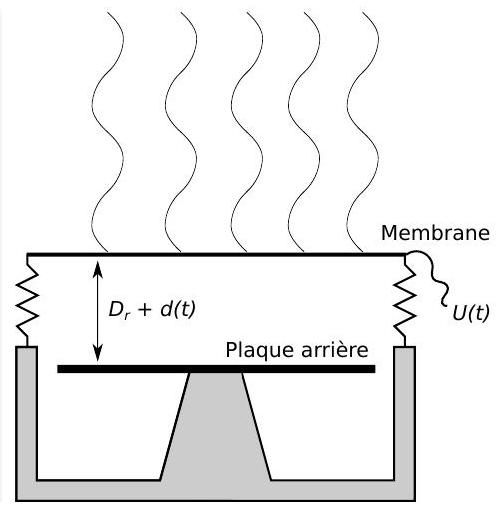 Membrane
D_r + d(t)
U(t)
Plaque arrière